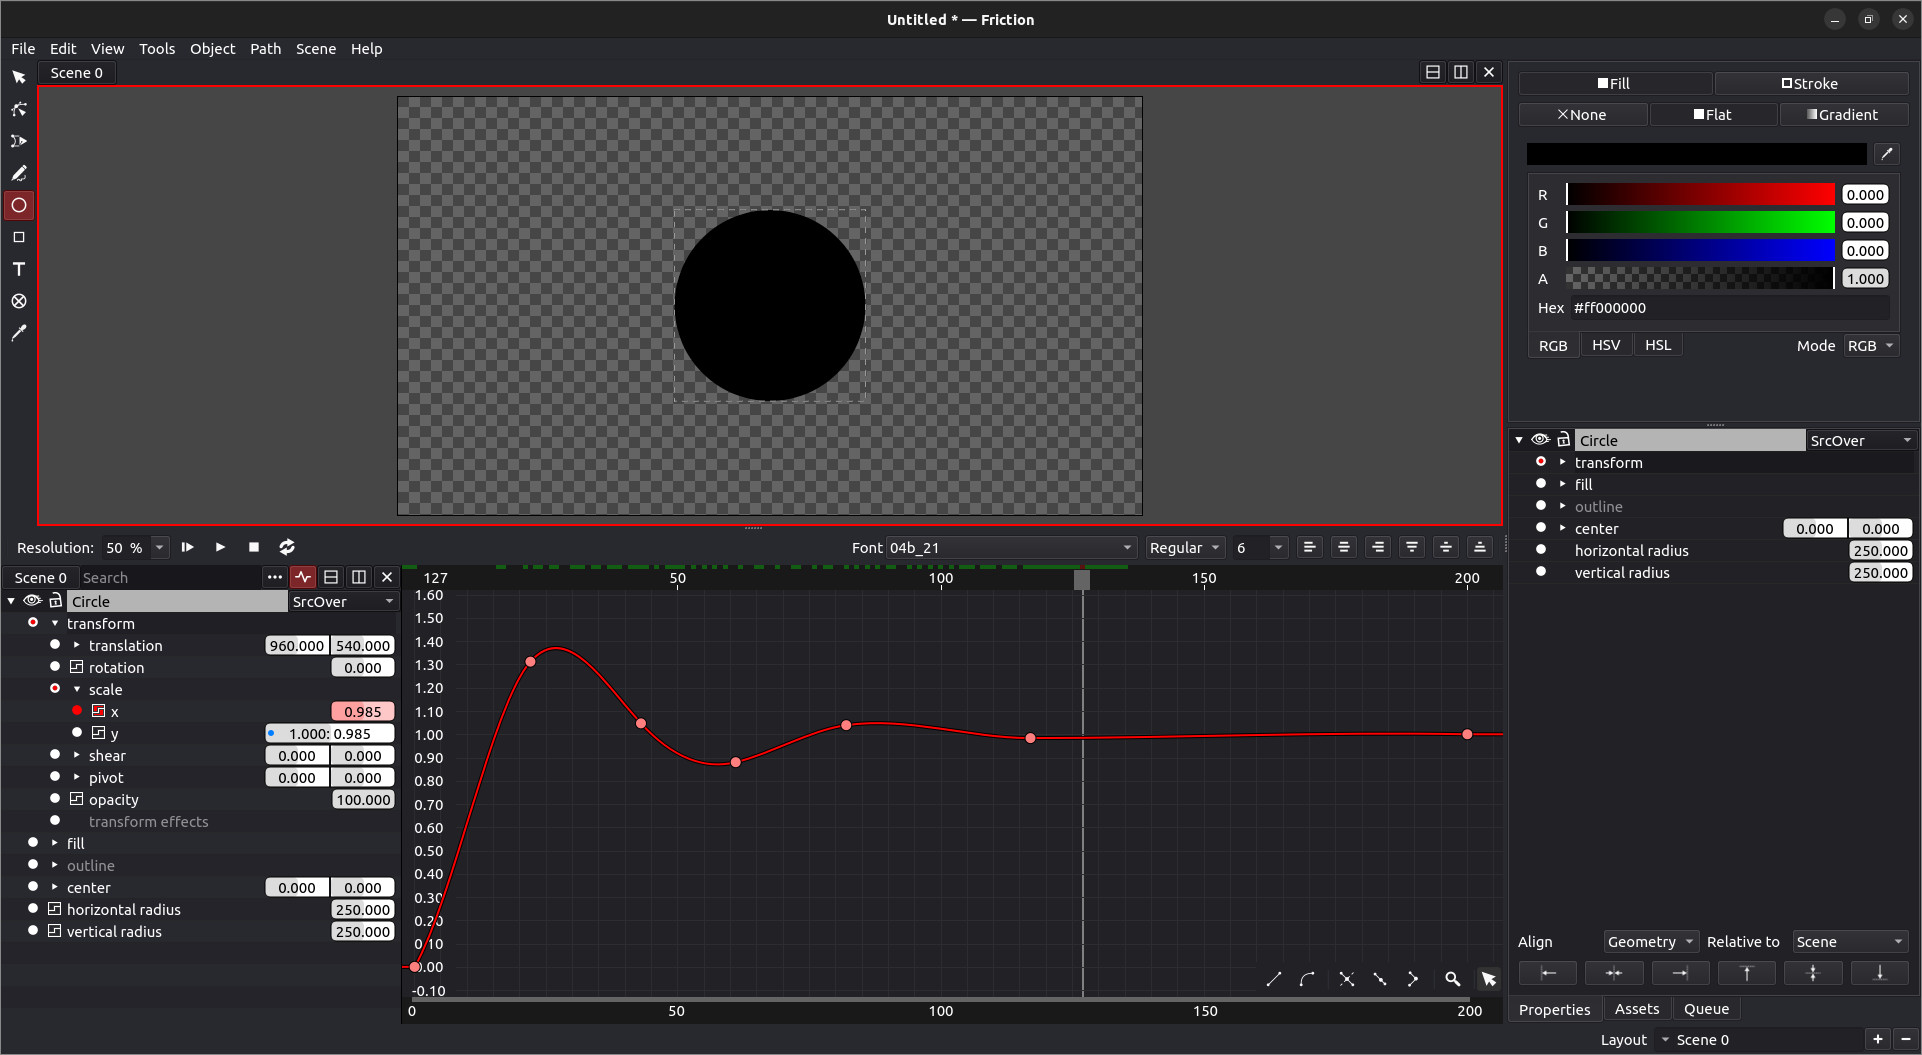 Untitled * — Friction
File Edit View Tools Object Path Scene Help
Scene 0
Fill Stroke
None Flat Gradient
R 0.000
G 0.000
B 0.000
A 1.000
Hex #ff000000
RGB HSV HSL Mode RGB
Circle SrcOver
transform
fill
outline
center 0.000 0.000
horizontal radius 250.000
vertical radius 250.000
Resolution: 50 % Font 04b_21 Regular 6
Scene 0 Search
Circle SrcOver
transform
translation 960.000 540.000
rotation 0.000
scale
x 0.985
y 1.000: 0.985
shear 0.000 0.000
pivot 0.000 0.000
opacity 100.000
transform effects
fill
outline
center 0.000 0.000
horizontal radius 250.000
vertical radius 250.000
127 50 100 150 200
1.60
1.50
1.40
1.30
1.20
1.10
1.00
0.90
0.80
0.70
0.60
0.50
0.40
0.30
0.20
0.10
0.00
-0.10
0 50 100 150 200
Align Geometry Relative to Scene
Properties Assets Queue
Layout Scene 0